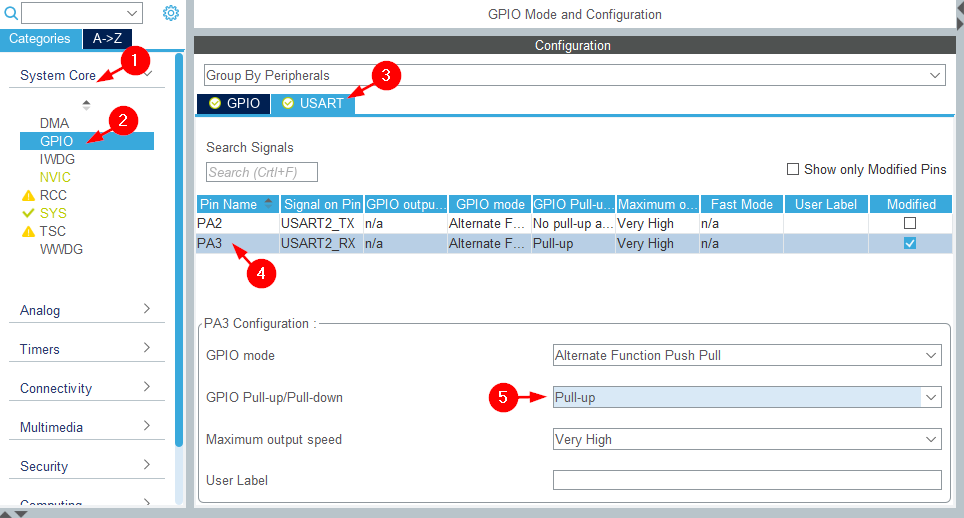 GPIO Mode and Configuration
Categories A->Z
Configuration
1
System Core
Group By Peripherals
3
GPIO USART
2
DMA
GPIO
IWDG
NVIC
RCC
SYS
TSC
WWDG
Search Signals
Search (Crtl+F)
Show only Modified Pins
Pin Name Signal on Pin GPIO outpu... GPIO mode GPIO Pull-u... Maximum o... Fast Mode User Label Modified
PA2 USART2_TX n/a Alternate F... No pull-up a... Very High n/a
PA3 USART2_RX n/a Alternate F... Pull-up Very High n/a
4
Analog
Timers
Connectivity
Multimedia
Security
Computing
PA3 Configuration :
GPIO mode Alternate Function Push Pull
GPIO Pull-up/Pull-down 5 Pull-up
Maximum output speed Very High
User Label